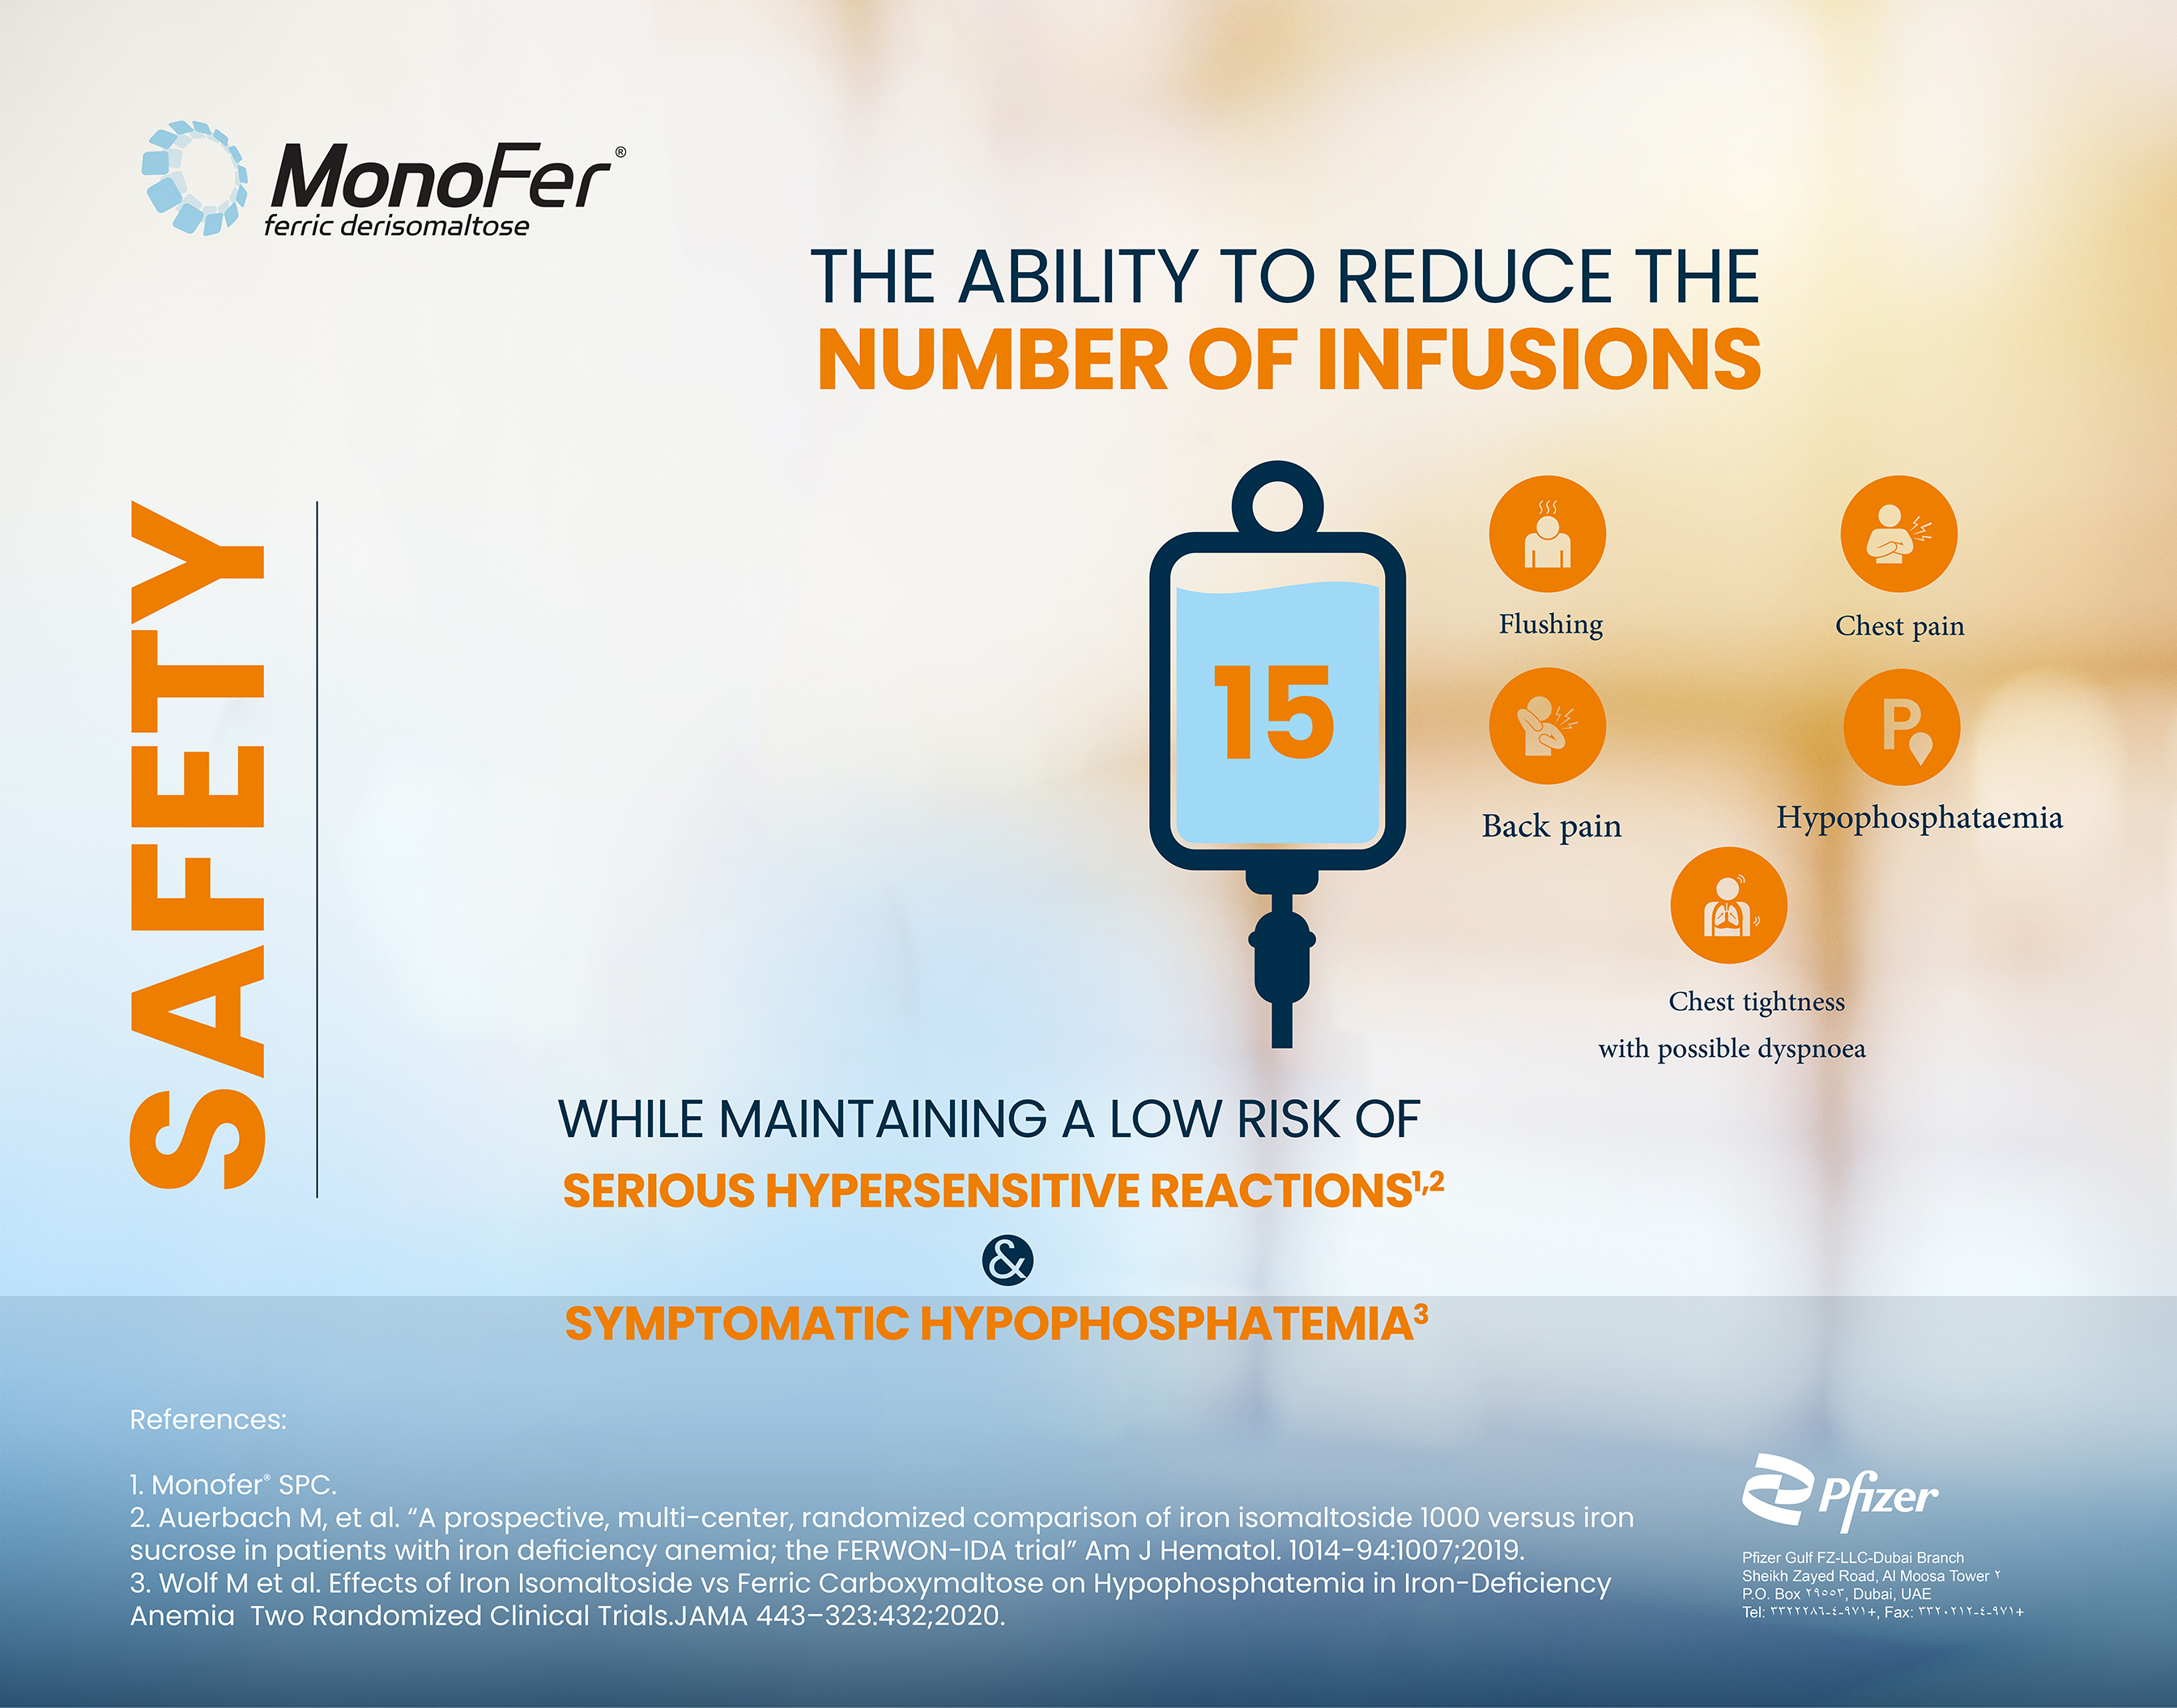 MonoFer®
ferric derisomaltose
THE ABILITY TO REDUCE THE
NUMBER OF INFUSIONS
SAFETY
15
Flushing
Chest pain
Back pain
P
Hypophosphataemia
Chest tightness
with possible dyspnoea
WHILE MAINTAINING A LOW RISK OF
SERIOUS HYPERSENSITIVE REACTIONS1,2
&
SYMPTOMATIC HYPOPHOSPHATEMIA3
References:
1. Monofer® SPC.
2. Auerbach M, et al. “A prospective, multi-center, randomized comparison of iron isomaltoside 1000 versus iron
sucrose in patients with iron deficiency anemia; the FERWON-IDA trial” Am J Hematol. 1014-94:1007;2019.
3. Wolf M et al. Effects of Iron Isomaltoside vs Ferric Carboxymaltose on Hypophosphatemia in Iron-Deficiency
Anemia Two Randomized Clinical Trials.JAMA 443–323:432;2020.
Pfizer
Pfizer Gulf FZ-LLC-Dubai Branch
Sheikh Zayed Road, Al Moosa Tower ٢
P.O. Box ٢٩٥٥٣, Dubai, UAE
Tel: ٣٣٢٢٢٨٦-٤-٩٧١+, Fax: ٣٣٢٠٢١٢-٤-٩٧١+